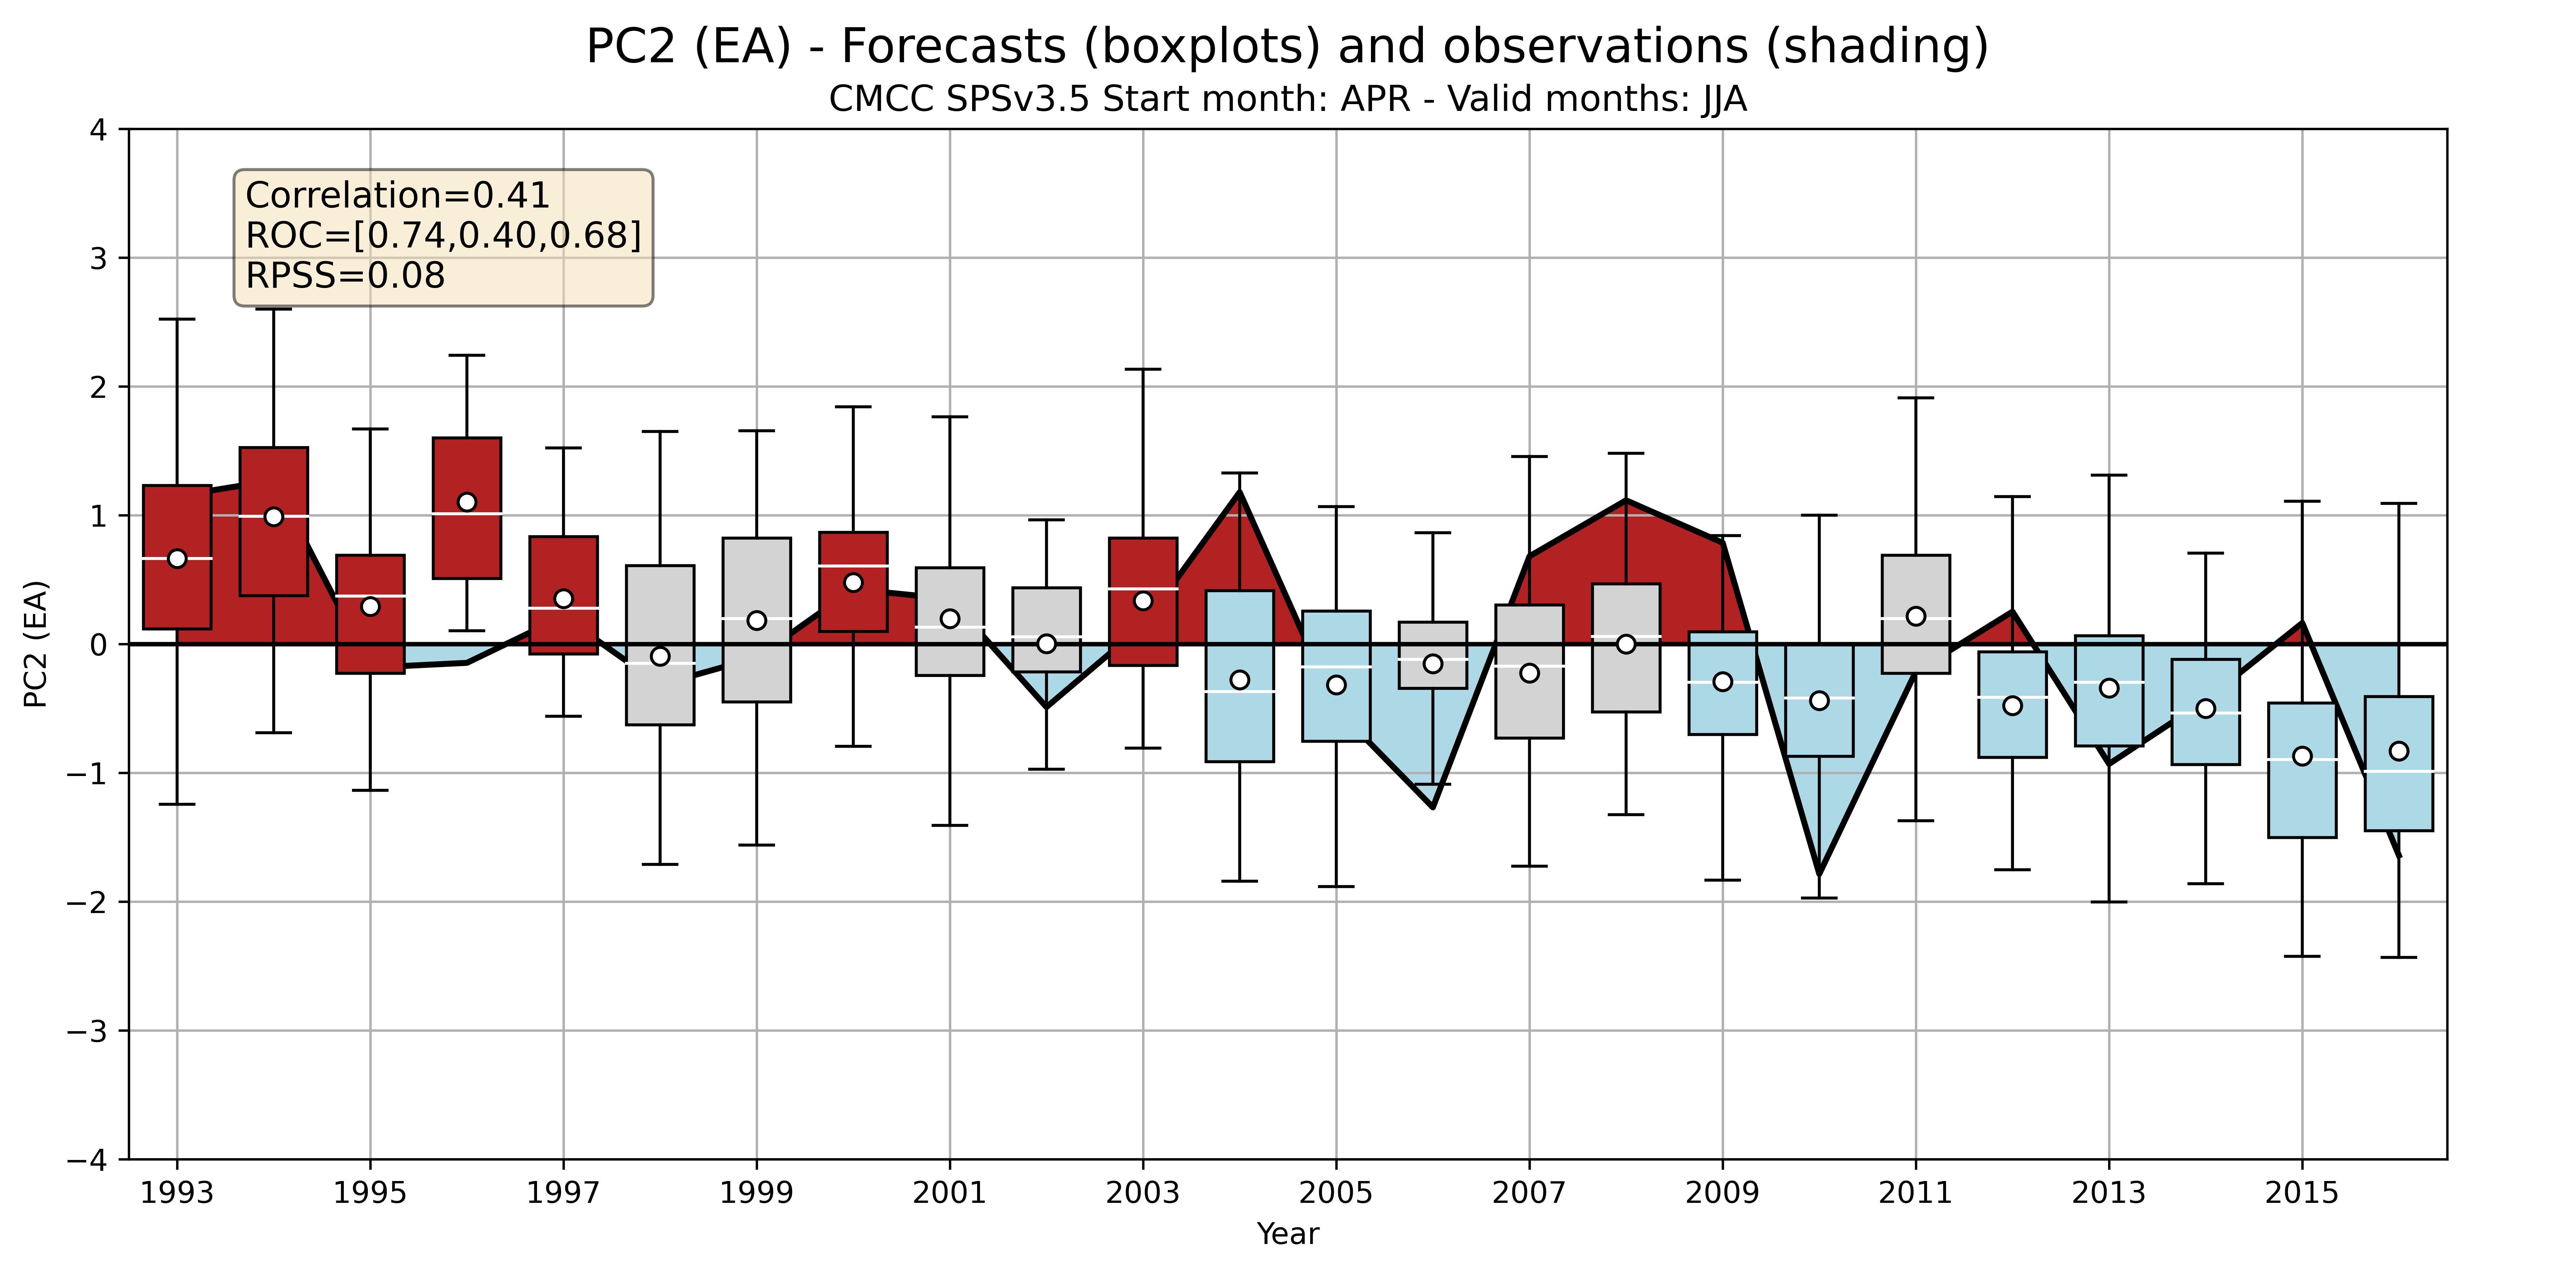 PC2 (EA) - Forecasts (boxplots) and observations (shading)
CMCC SPSv3.5 Start month: APR - Valid months: JJA
Correlation=0.41
ROC=[0.74,0.40,0.68]
RPSS=0.08
PC2 (EA)
4
3
2
1
0
−1
−2
−3
−4
1993 1995 1997 1999 2001 2003 2005 2007 2009 2011 2013 2015
Year